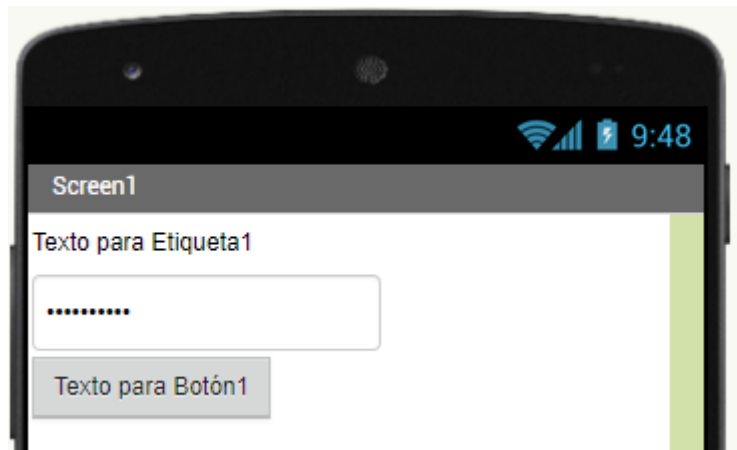 9:48
Screen1
Texto para Etiqueta1
••••••••••
Texto para Botón1